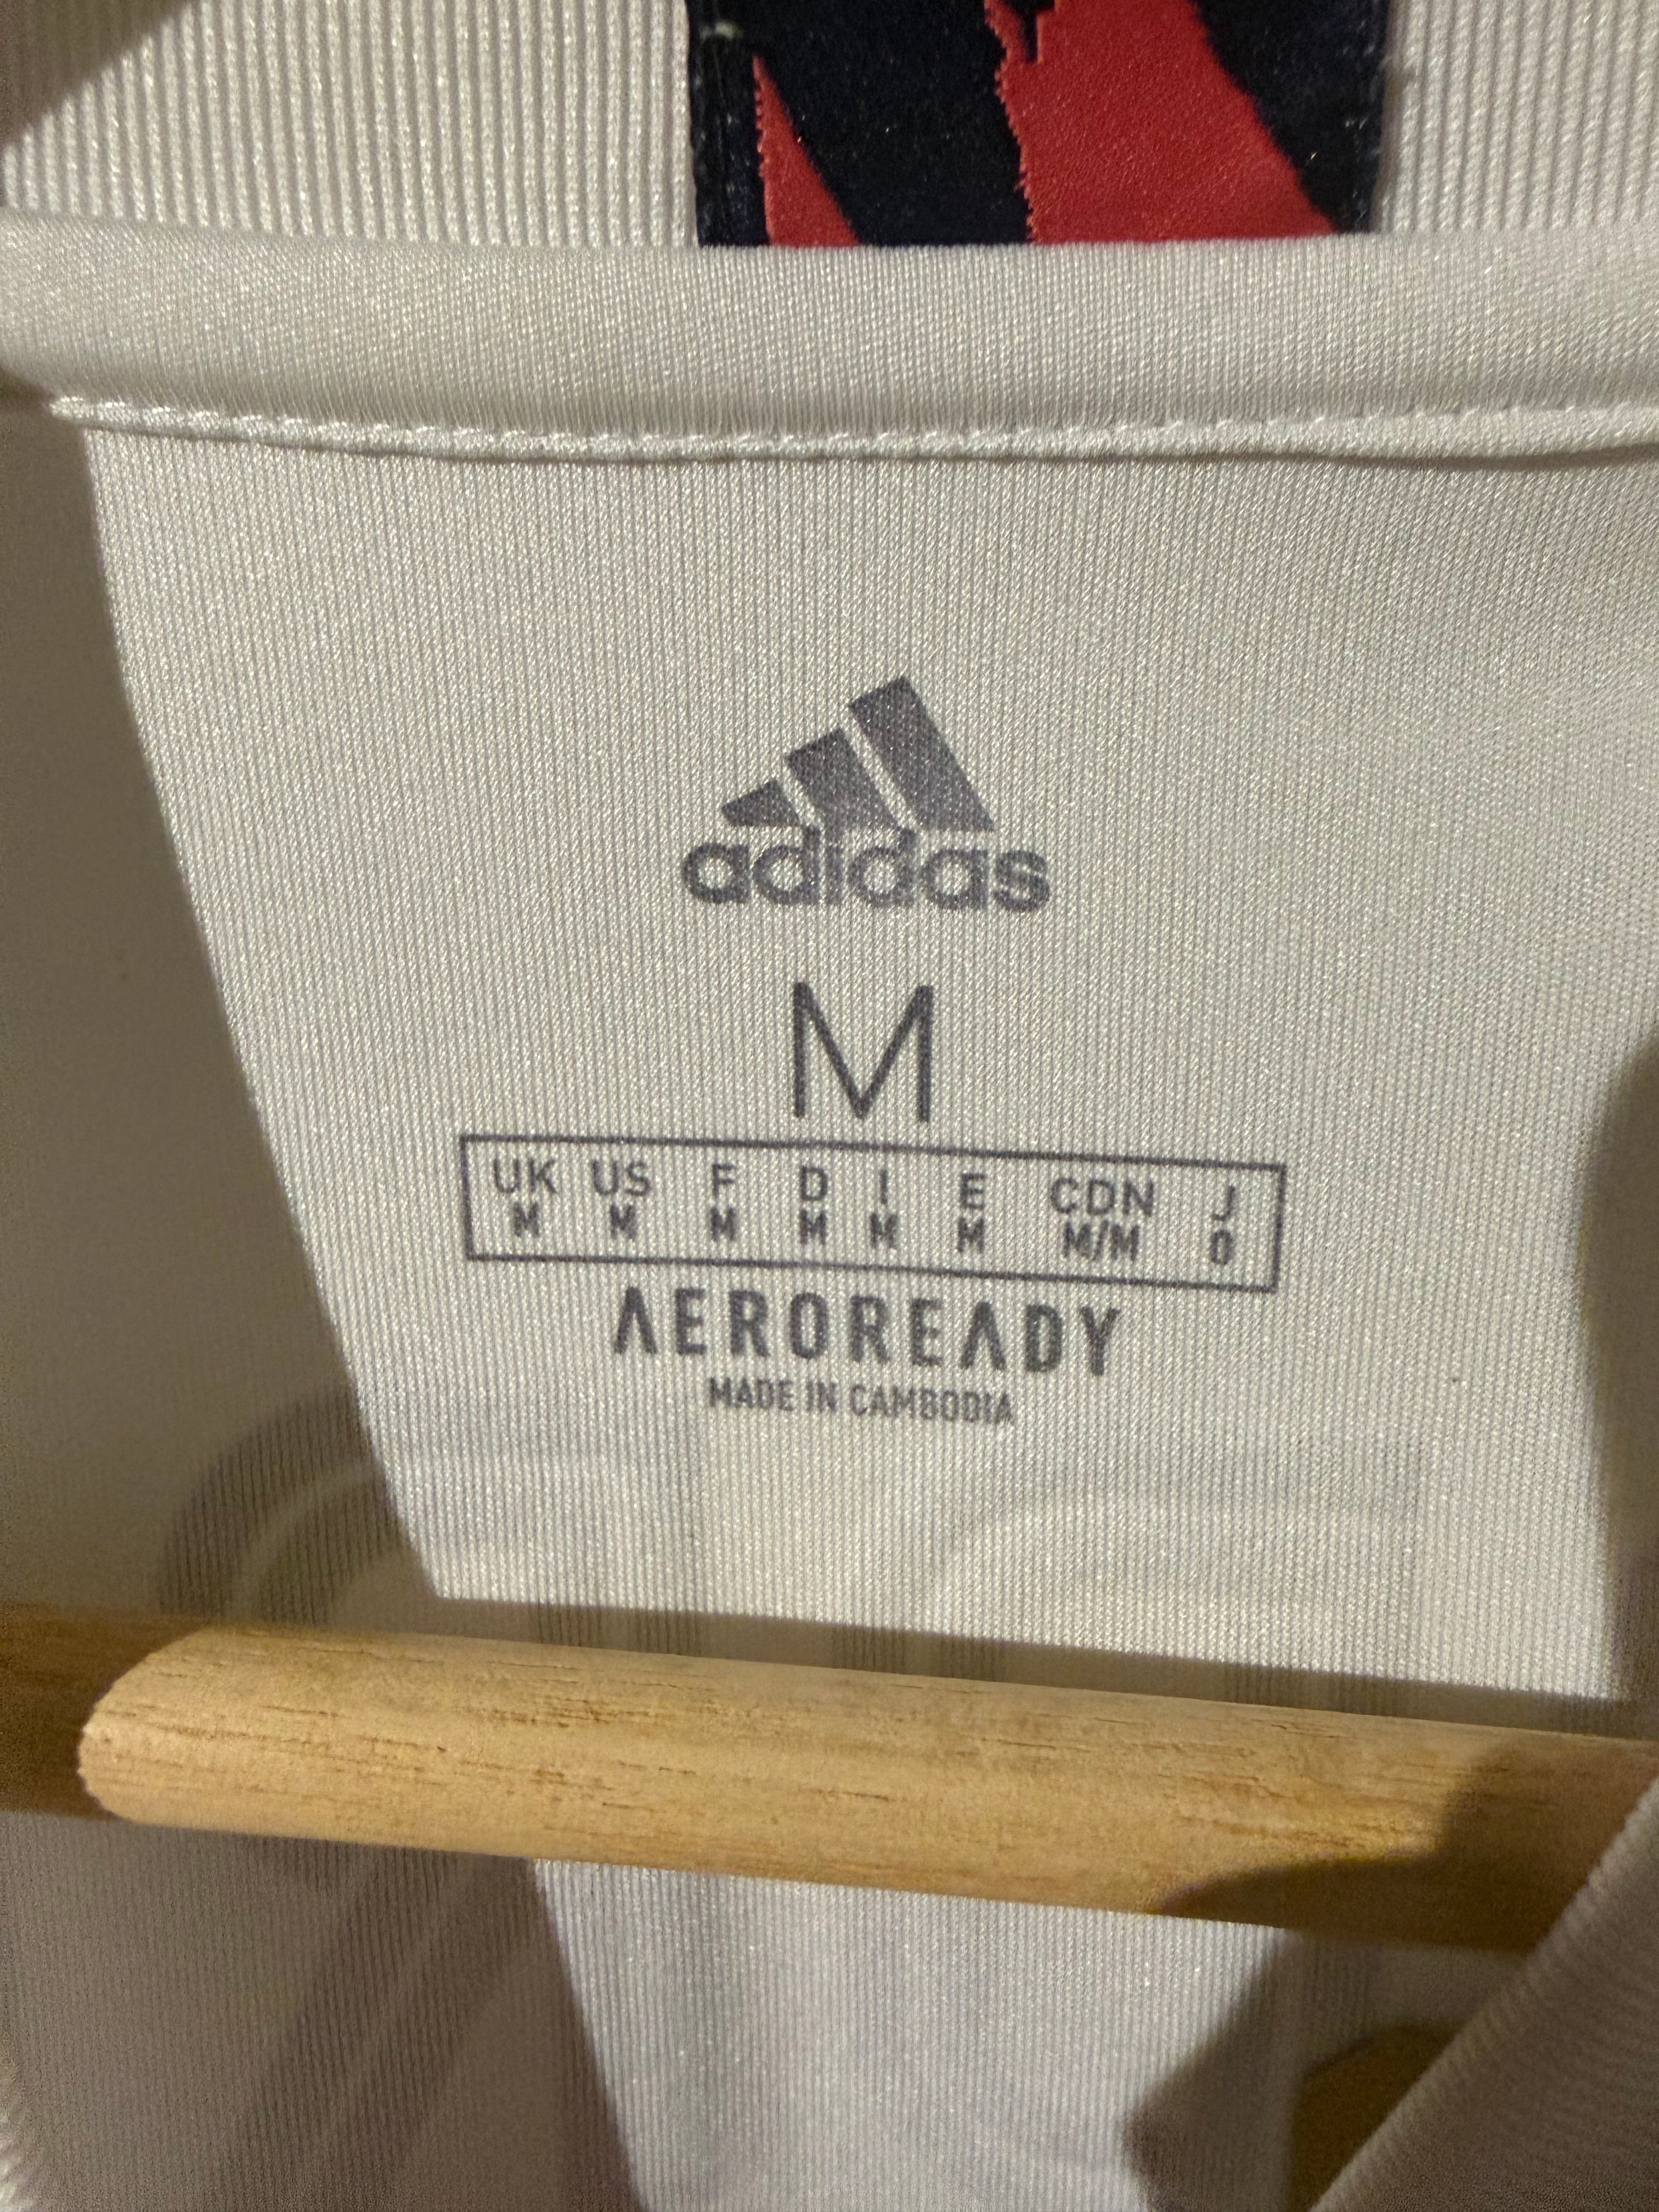 adidas
M
UK US F D I E CDN J
M M M M M M M/M O
AEROREADY
MADE IN CAMBODIA